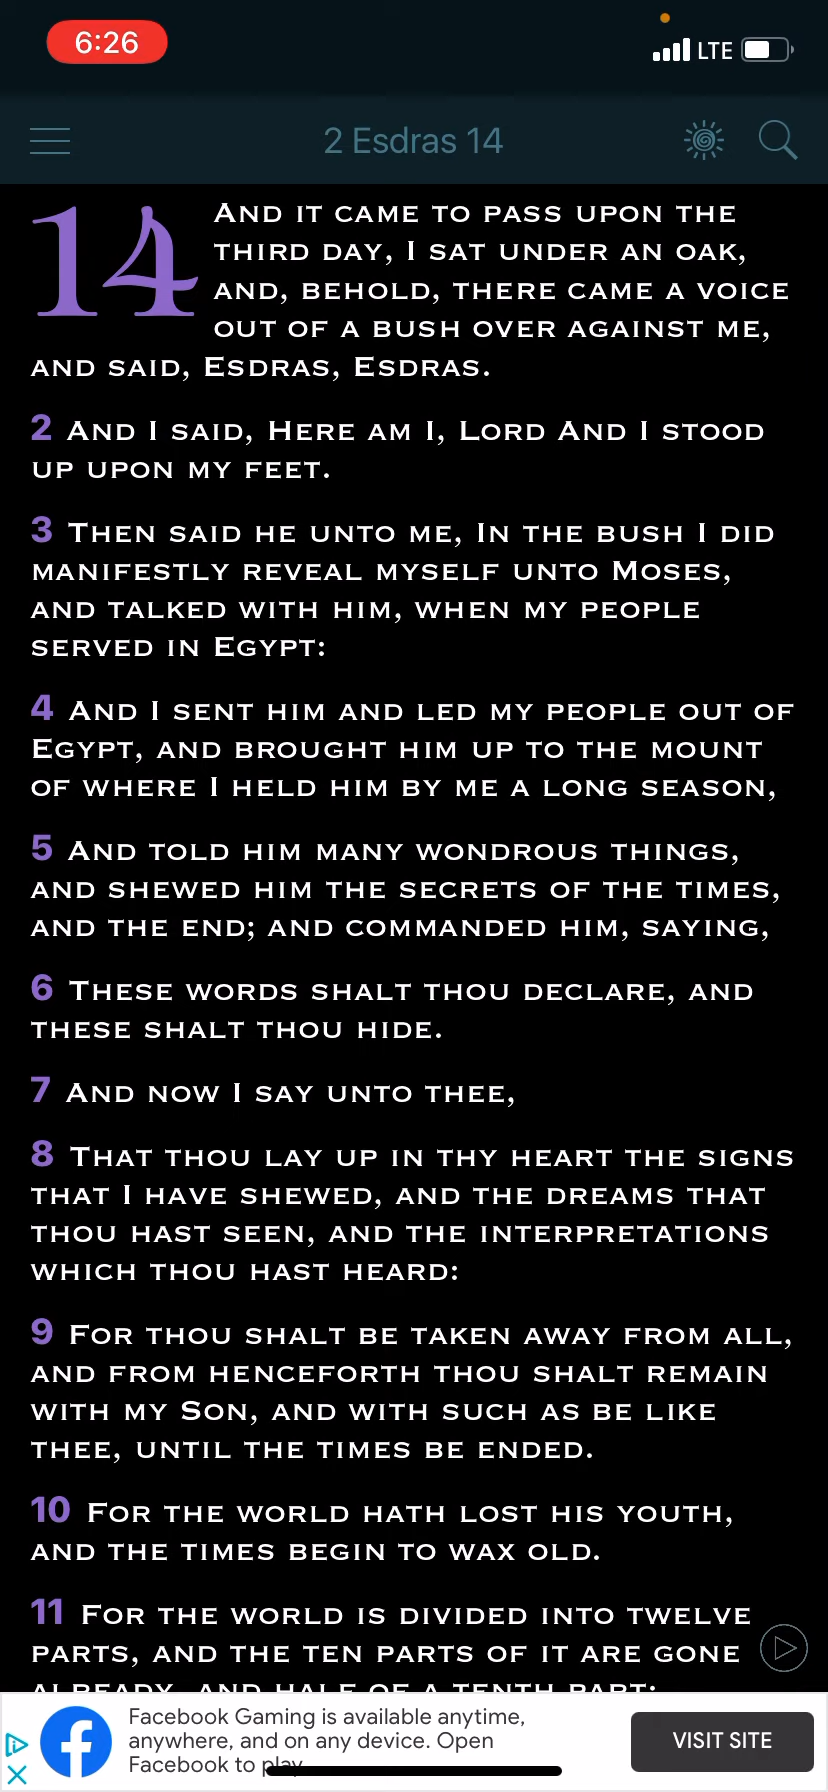 6:26
LTE
2 Esdras 14
14 And it came to pass upon the
third day, I sat under an oak,
and, behold, there came a voice
out of a bush over against me,
and said, Esdras, Esdras.
2 And I said, Here am I, Lord And I stood
up upon my feet.
3 Then said he unto me, In the bush I did
manifestly reveal myself unto Moses,
and talked with him, when my people
served in Egypt:
4 And I sent him and led my people out of
Egypt, and brought him up to the mount
of where I held him by me a long season,
5 And told him many wondrous things,
and shewed him the secrets of the times,
and the end; and commanded him, saying,
6 These words shalt thou declare, and
these shalt thou hide.
7 And now I say unto thee,
8 That thou lay up in thy heart the signs
that I have shewed, and the dreams that
thou hast seen, and the interpretations
which thou hast heard:
9 For thou shalt be taken away from all,
and from henceforth thou shalt remain
with my Son, and with such as be like
thee, until the times be ended.
10 For the world hath lost his youth,
and the times begin to wax old.
11 For the world is divided into twelve
parts, and the ten parts of it are gone
already, and half of a tenth part:
Facebook Gaming is available anytime,
anywhere, and on any device. Open
Facebook to play
VISIT SITE